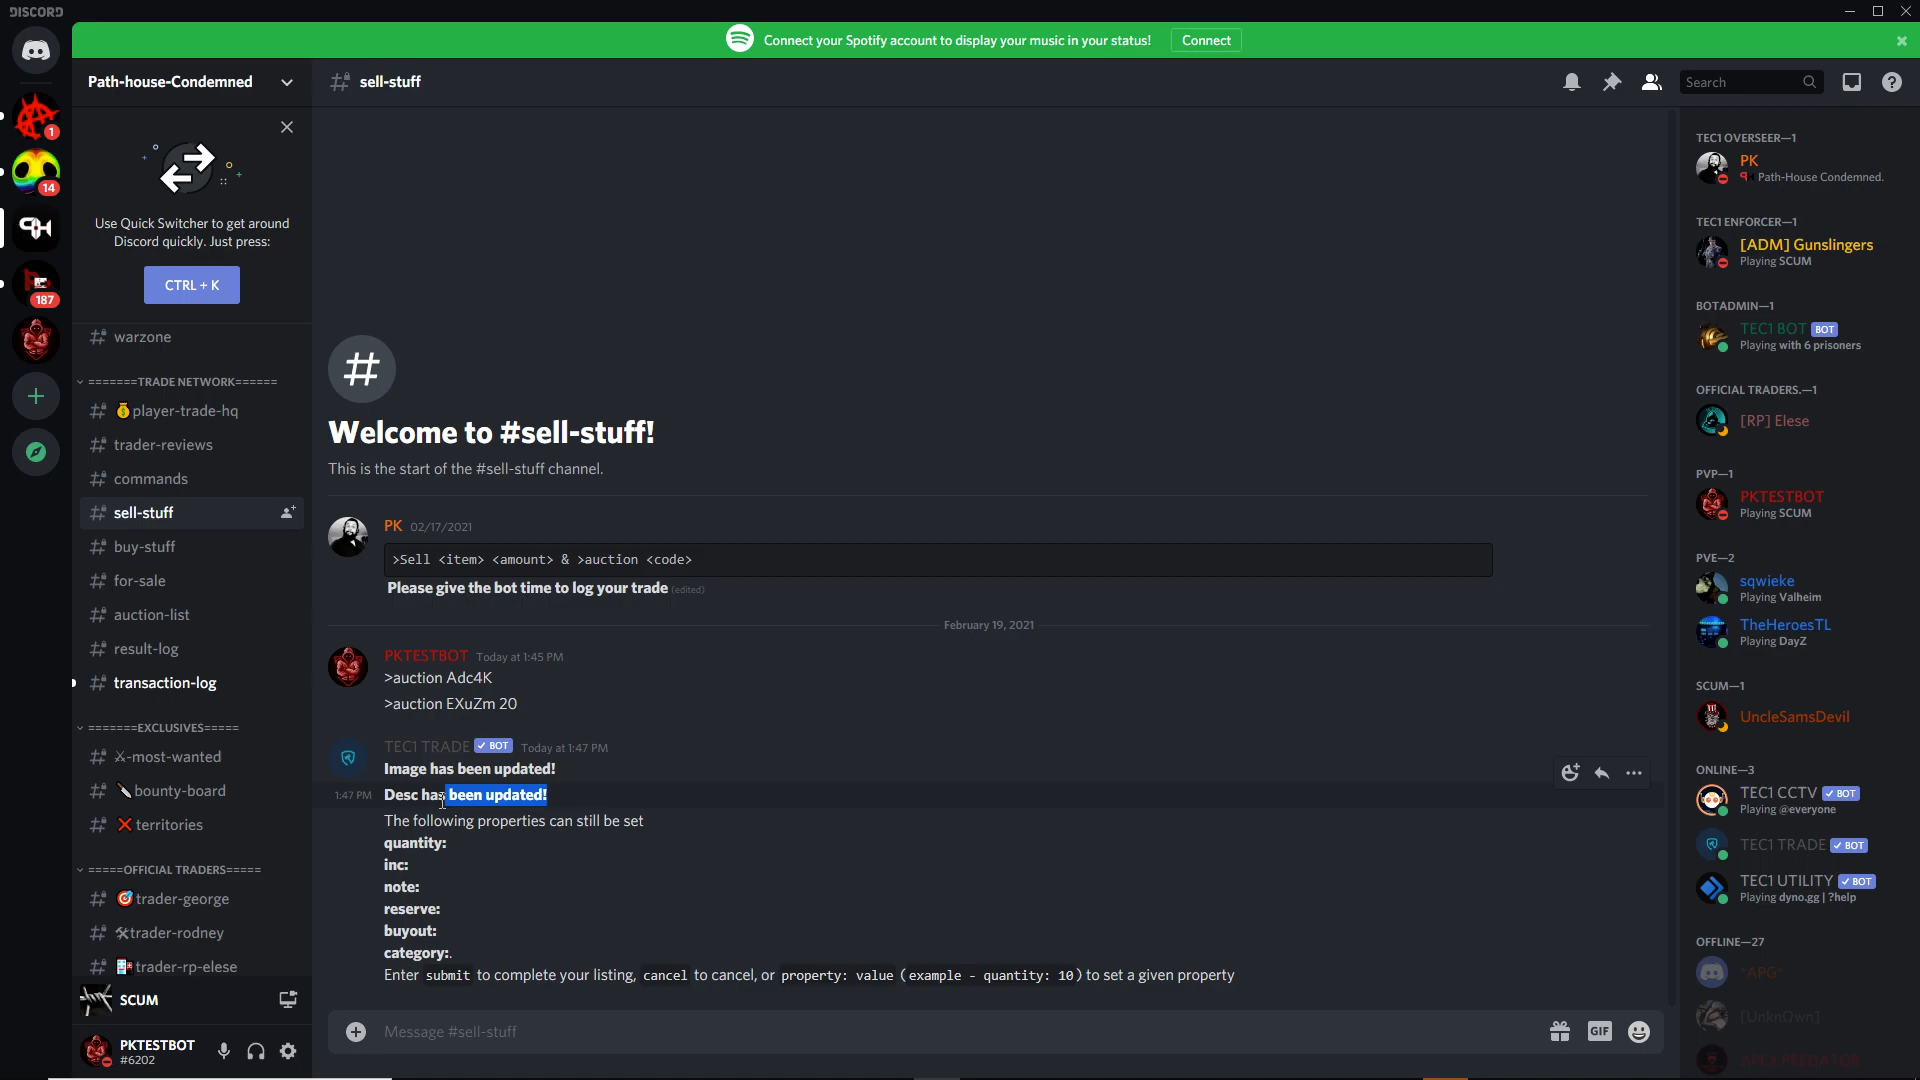 DISCORD
Connect your Spotify account to display your music in your status!
Connect
Path-house-Condemned
sell-stuff
Search
1
14
187
Use Quick Switcher to get around
Discord quickly. Just press:
CTRL + K
warzone
=======TRADE NETWORK======
player-trade-hq
trader-reviews
commands
sell-stuff
buy-stuff
for-sale
auction-list
result-log
transaction-log
=======EXCLUSIVES=====
-most-wanted
bounty-board
territories
=====OFFICIAL TRADERS====
trader-george
trader-rodney
trader-rp-elese
SCUM
PKTESTBOT
#6202
Welcome to #sell-stuff!
This is the start of the #sell-stuff channel.
PK 02/17/2021
>Sell <item> <amount> & >auction <code>
Please give the bot time to log your trade (edited)
February 19, 2021
PKTESTBOT Today at 1:45 PM
>auction Adc4K
>auction EXuZm 20
TEC1 TRADE BOT Today at 1:47 PM
Image has been updated!
1:47 PM Desc has been updated!
The following properties can still be set
quantity:
inc:
note:
reserve:
buyout:
category:.
Enter submit to complete your listing, cancel to cancel, or property: value (example - quantity: 10) to set a given property
Message #sell-stuff
GIF
TEC1 OVERSEER—1
PK
Path-House Condemned.
TEC1 ENFORCER—1
[ADM] Gunslingers
Playing SCUM
BOTADMIN—1
TEC1 BOT BOT
Playing with 6 prisoners
OFFICIAL TRADERS.—1
[RP] Elese
PVP—1
PKTESTBOT
Playing SCUM
PVE—2
sqwieke
Playing Valheim
TheHeroesTL
Playing DayZ
SCUM—1
UncleSamsDevil
ONLINE—3
TEC1 CCTV BOT
Playing @everyone
TEC1 TRADE BOT
TEC1 UTILITY BOT
Playing dyno.gg | ?help
OFFLINE—27
*APG*
[UnknOwn]
APEX PREDATOR